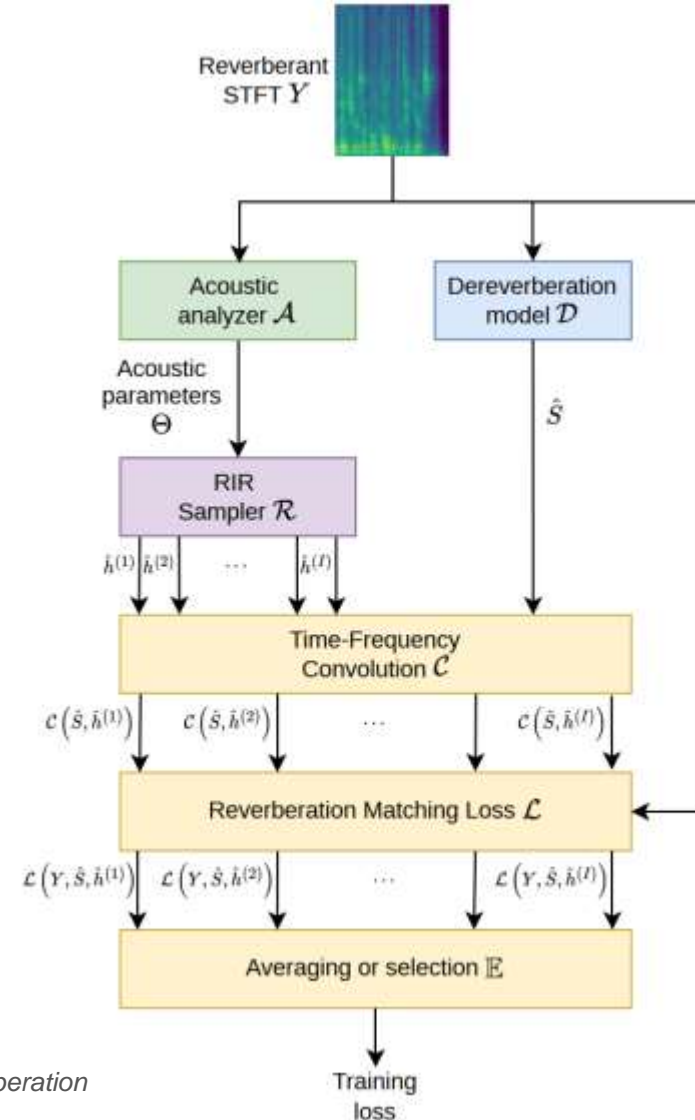 Reverberant
STFT Y
Acoustic
analyzer 𝒜
Dereverberation
model 𝒟
Acoustic
parameters
Θ
Ŝ
RIR
Sampler ℛ
ĥ⁽¹⁾ ĥ⁽²⁾ ... ĥ⁽ᴵ⁾
Time-Frequency
Convolution 𝒞
𝒞(Ŝ, ĥ⁽¹⁾) 𝒞(Ŝ, ĥ⁽²⁾) ... 𝒞(Ŝ, ĥ⁽ᴵ⁾)
Reverberation Matching Loss ℒ
ℒ(Y, Ŝ, ĥ⁽¹⁾) ℒ(Y, Ŝ, ĥ⁽²⁾) ... ℒ(Y, Ŝ, ĥ⁽ᴵ⁾)
Averaging or selection 𝔼
peration
Training
loss